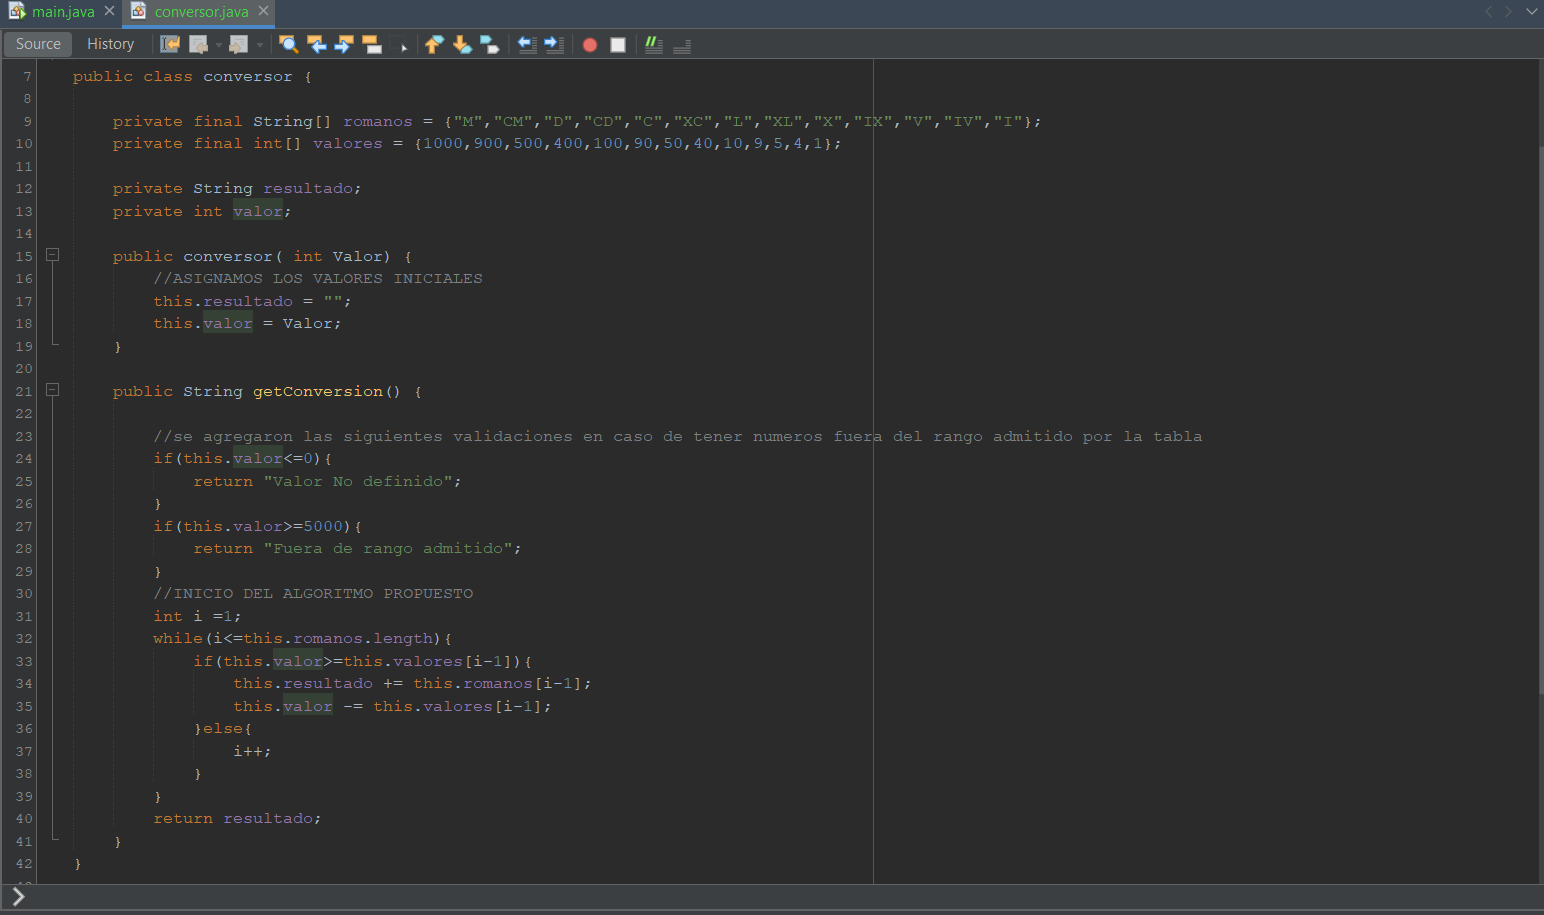 main.java × conversor.java ×
Source History
7 public class conversor {
8
9 private final String[] romanos = {"M","CM","D","CD","C","XC","L","XL","X","IX","V","IV","I"};
10 private final int[] valores = {1000,900,500,400,100,90,50,40,10,9,5,4,1};
11
12 private String resultado;
13 private int valor;
14
15 public conversor( int Valor) {
16 //ASIGNAMOS LOS VALORES INICIALES
17 this.resultado = "";
18 this.valor = Valor;
19 }
20
21 public String getConversion() {
22
23 //se agregaron las siguientes validaciones en caso de tener numeros fuera del rango admitido por la tabla
24 if(this.valor<=0){
25 return "Valor No definido";
26 }
27 if(this.valor>=5000){
28 return "Fuera de rango admitido";
29 }
30 //INICIO DEL ALGORITMO PROPUESTO
31 int i =1;
32 while(i<=this.romanos.length){
33 if(this.valor>=this.valores[i-1]){
34 this.resultado += this.romanos[i-1];
35 this.valor -= this.valores[i-1];
36 }else{
37 i++;
38 }
39 }
40 return resultado;
41 }
42 }